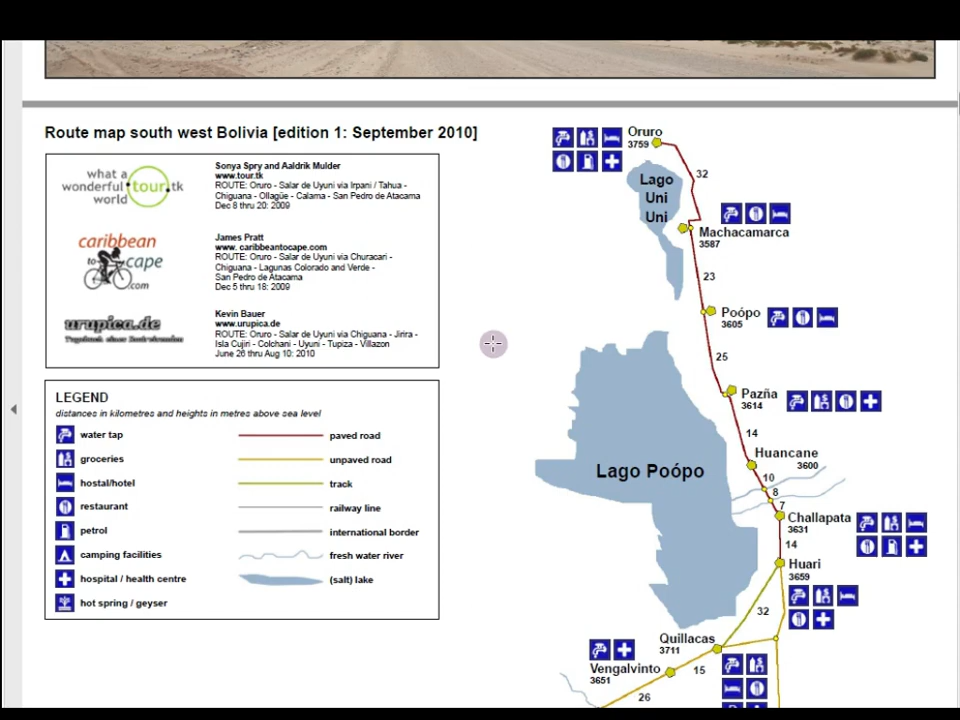 Route map south west Bolivia [edition 1: September 2010]
what a
wonderful tour.tk
world
Sonya Spry and Aaldrik Mulder
www.tour.tk
ROUTE: Oruro - Salar de Uyuni via Irpani / Tahua -
Chiguana - Ollagüe - Calama - San Pedro de Atacama
Dec 8 thru 20: 2009
caribbean
to cape
.com
James Pratt
www. caribbeantocape.com
ROUTE: Oruro - Salar de Uyuni via Churacari -
Chiguana - Lagunas Colorado and Verde -
San Pedro de Atacama
Dec 5 thru 18: 2009
urupica.de
Kevin Bauer
www.urupica.de
ROUTE: Oruro - Salar de Uyuni via Chiguana - Jirira -
Isla Cujiri - Colchani - Uyuni - Tupiza - Villazon
June 26 thru Aug 10: 2010
LEGEND
distances in kilometres and heights in metres above sea level
water tap
groceries
hostal/hotel
restaurant
petrol
camping facilities
hospital / health centre
hot spring / geyser
paved road
unpaved road
track
railway line
international border
fresh water river
(salt) lake
Oruro
3759
32
Lago
Uni
Uni
Machacamarca
3587
23
Poópo
3605
25
Pazña
3614
14
Huancane
3600
10
8
7
Lago Poópo
Challapata
3631
14
Huari
3659
32
Quillacas
3711
15
Vengalvinto
3651
26